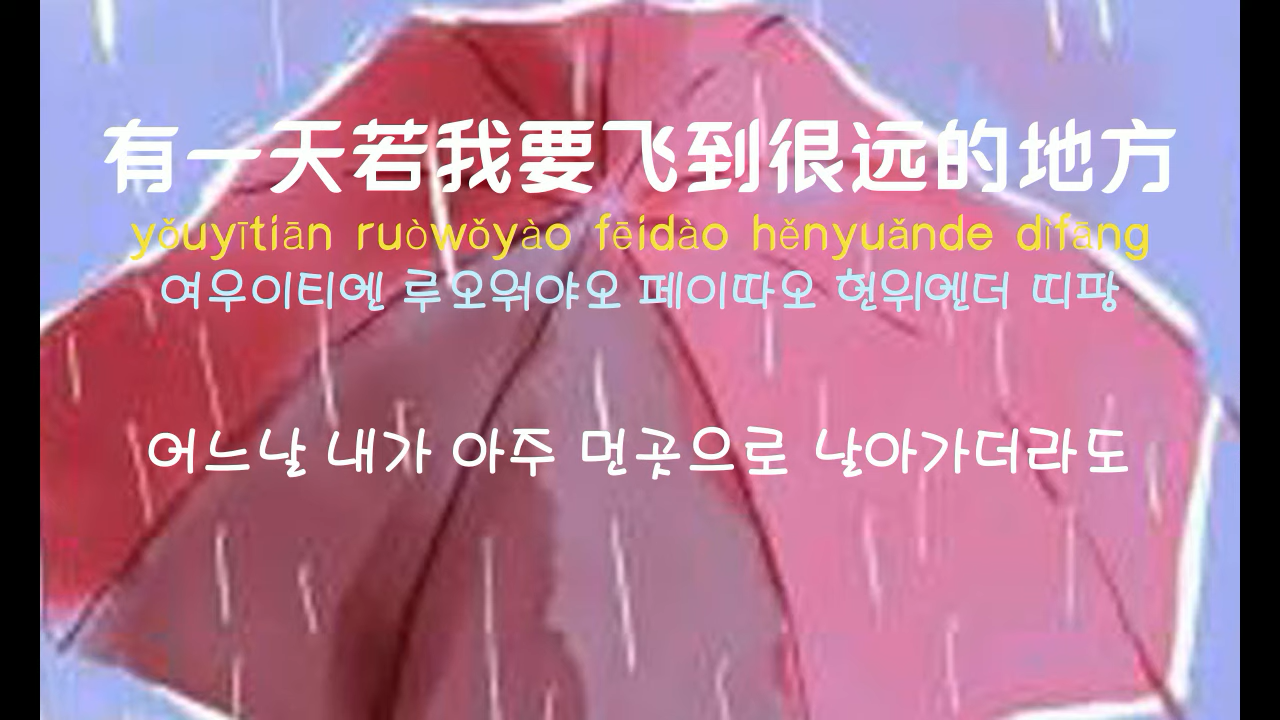 有一天若我要飞到很远的地方
yǒuyītiān ruòwǒyào fēidào hěnyuǎnde dìfāng
여우이티엔 루오워야오 페이따오 헌위엔더 띠팡
어느날 내가 아주 먼곳으로 날아가더라도